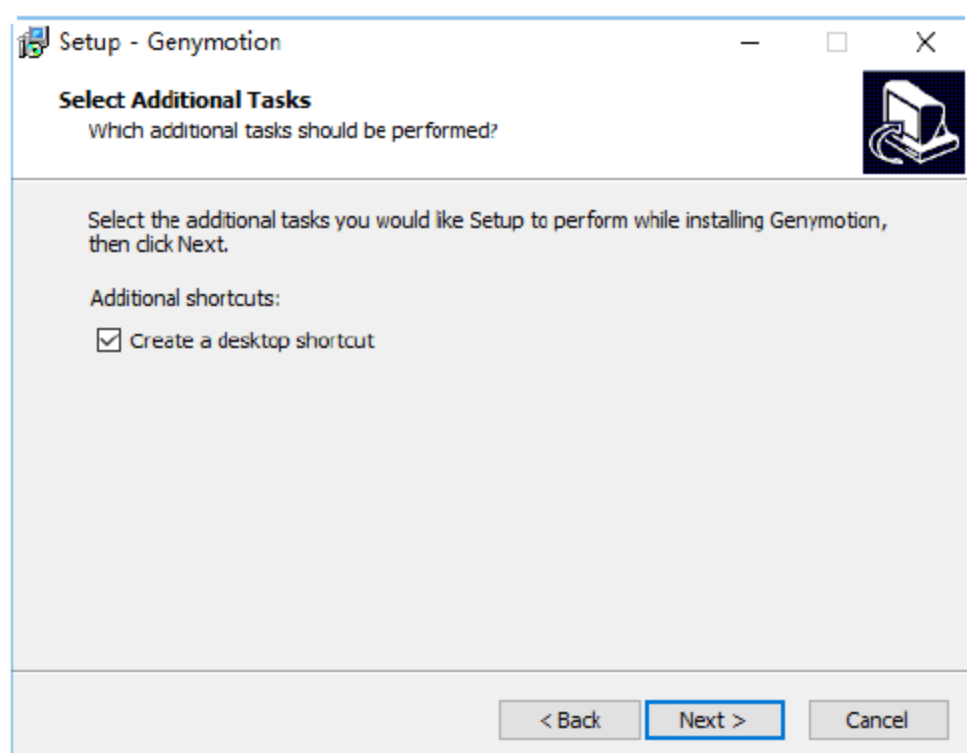 Setup - Genymotion
Select Additional Tasks
Which additional tasks should be performed?
Select the additional tasks you would like Setup to perform while installing Genymotion,
then click Next.
Additional shortcuts:
Create a desktop shortcut
< Back
Next >
Cancel